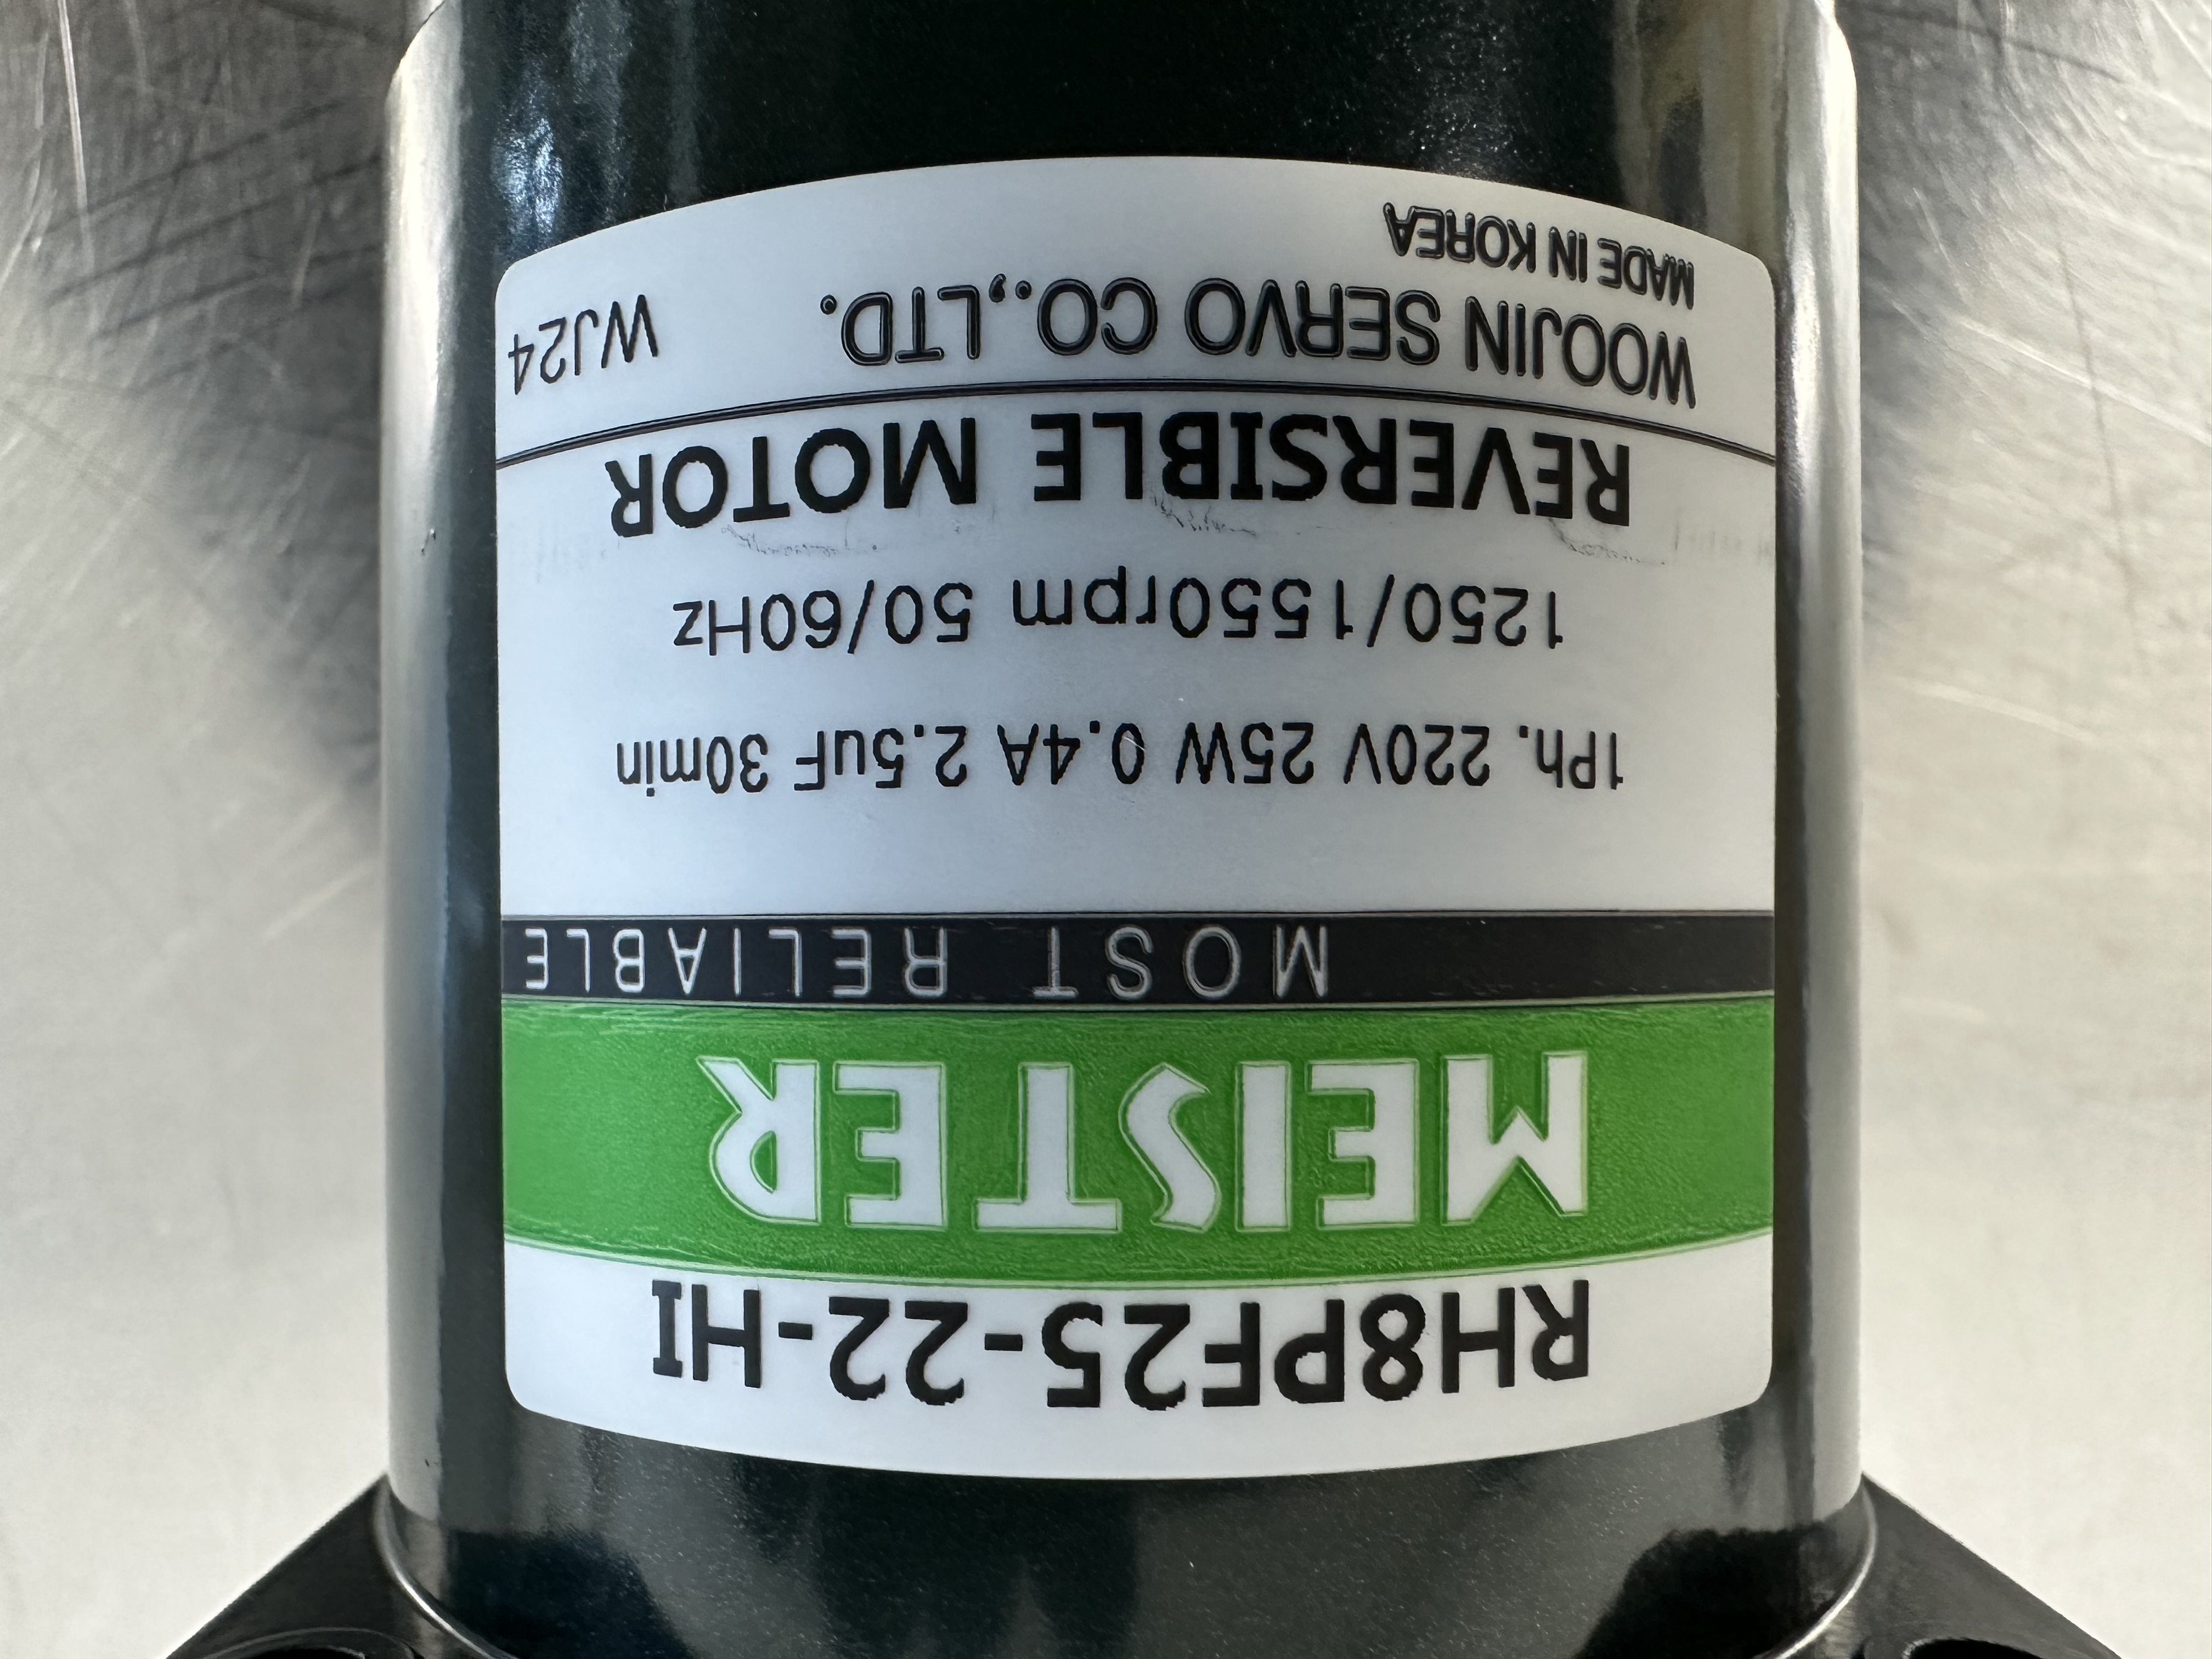 RH8PF25-22-HI
MEISTER
MOST RELIABLE
1Ph. 220V 25W 0.4A 2.5uF 30min
1250/1550rpm 50/60Hz
REVERSIBLE MOTOR
WOOJIN SERVO CO.,LTD. WJ24
MADE IN KOREA